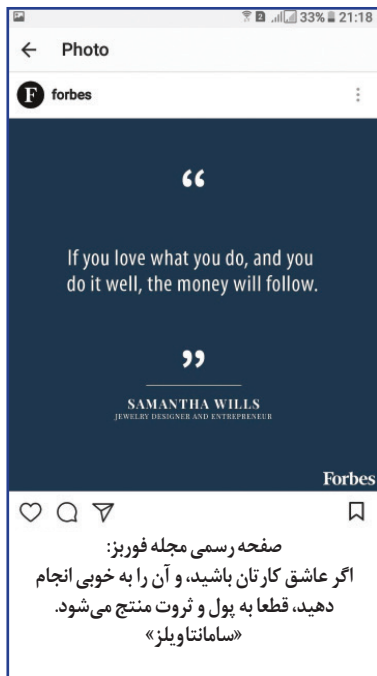 33% 21:18
Photo
forbes
“
If you love what you do, and you
do it well, the money will follow.
”
SAMANTHA WILLS
JEWELRY DESIGNER AND ENTREPRENEUR
Forbes
صفحه رسمی مجله فوربز:
اگر عاشق کارتان باشید، و آن را به خوبی انجام
دهید، قطعا به پول و ثروت منتج می‌شود.
«سامانتاویلز»